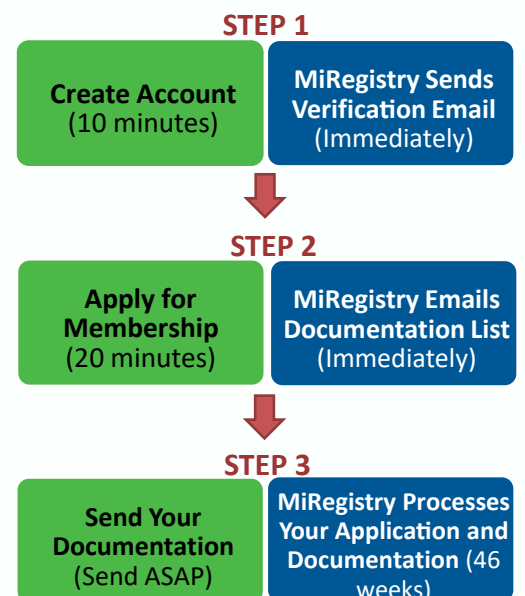 STEP 1
Create Account
(10 minutes)
MiRegistry Sends
Verification Email
(Immediately)
STEP 2
Apply for
Membership
(20 minutes)
MiRegistry Emails
Documentation List
(Immediately)
STEP 3
Send Your
Documentation
(Send ASAP)
MiRegistry Processes
Your Application and
Documentation (46
weeks)